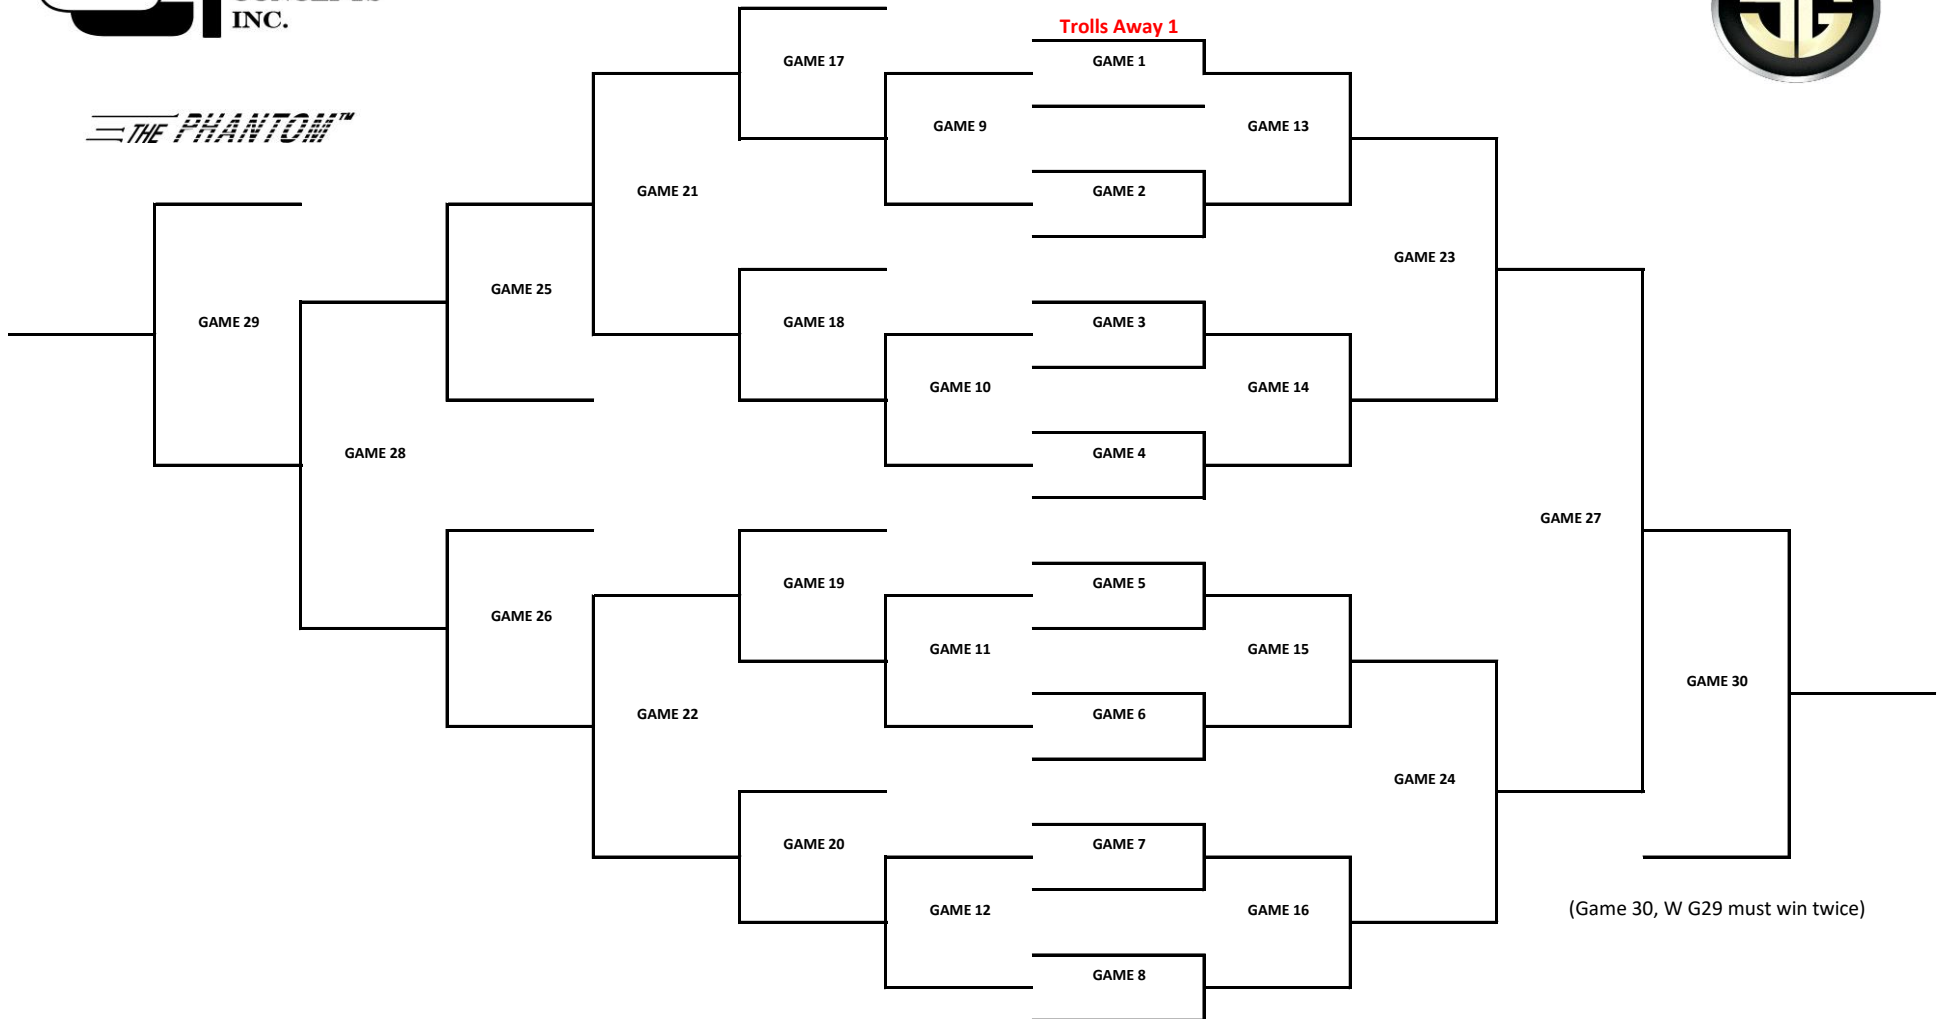 INC.
THE PHANTOM™
Trolls Away 1
GAME 1
GAME 17
GAME 9
GAME 13
GAME 21
GAME 2
GAME 23
GAME 25
GAME 29
GAME 18
GAME 3
GAME 10
GAME 14
GAME 28
GAME 4
GAME 27
GAME 19
GAME 5
GAME 26
GAME 11
GAME 15
GAME 30
GAME 22
GAME 6
GAME 24
GAME 20
GAME 7
GAME 12
GAME 16
(Game 30, W G29 must win twice)
GAME 8